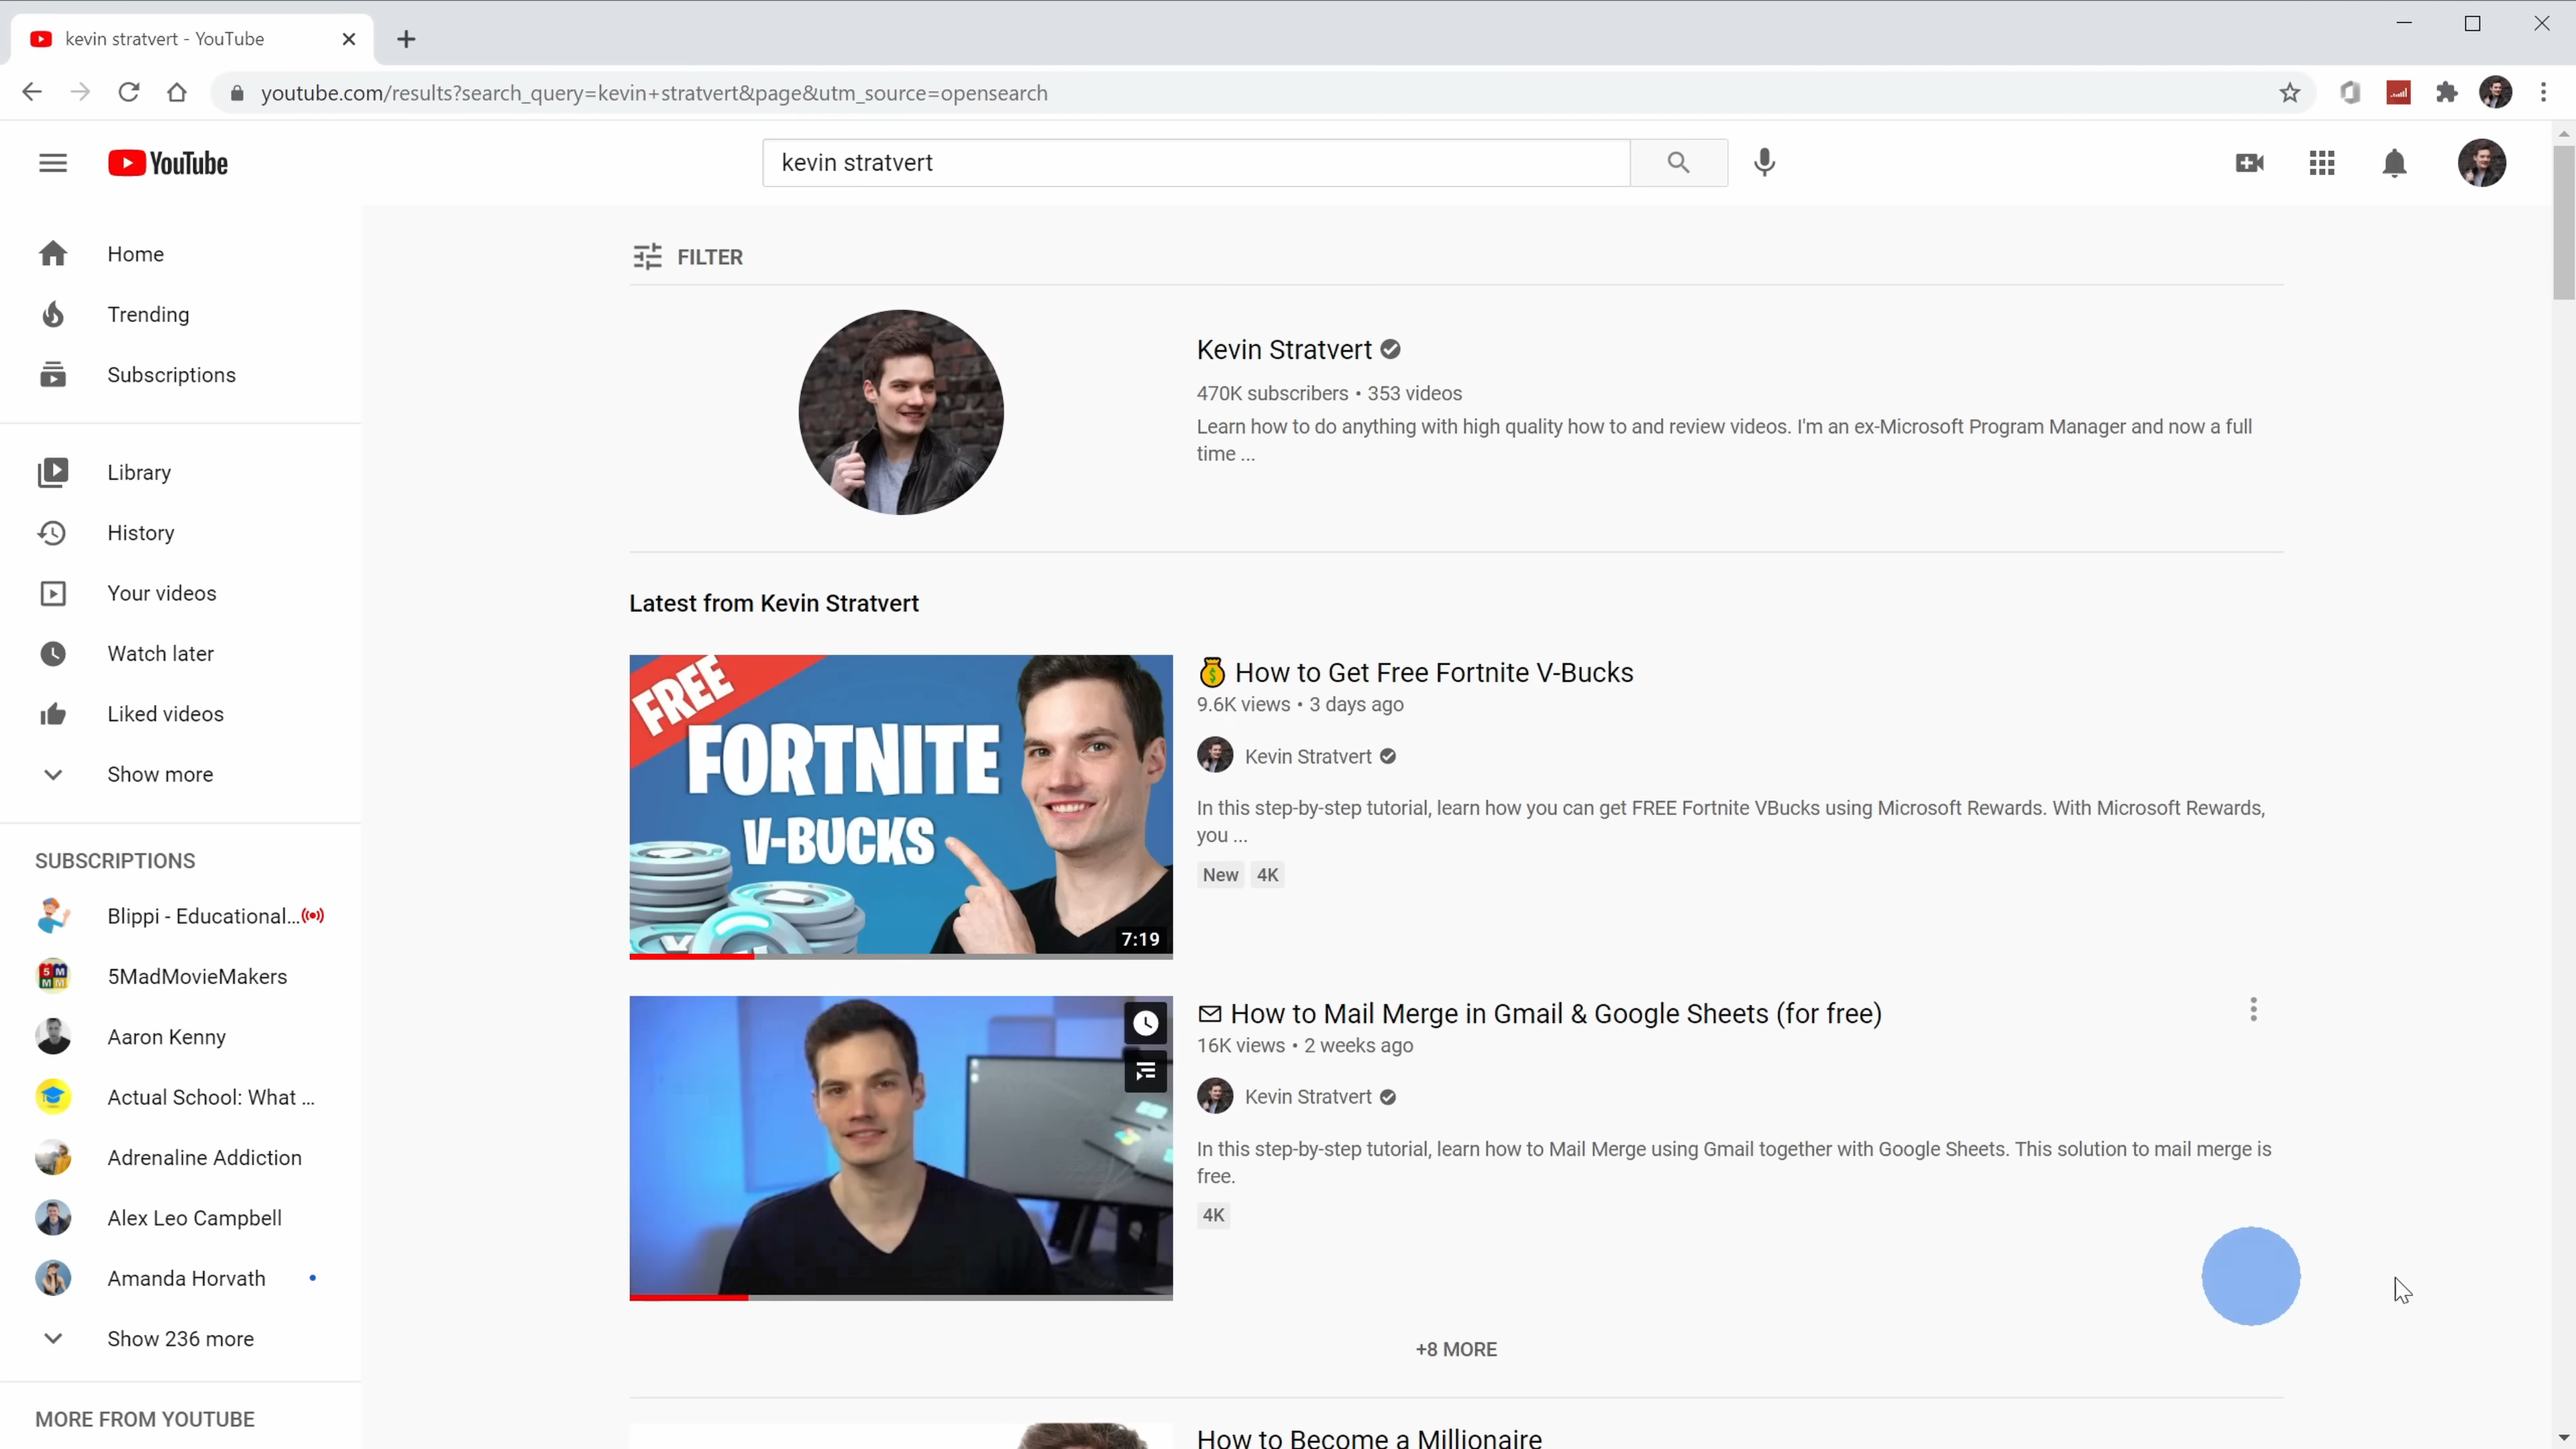 kevin stratvert - YouTube
youtube.com/results?search_query=kevin+stratvert&page&utm_source=opensearch
YouTube
kevin stratvert
Home
Trending
Subscriptions
Library
History
Your videos
Watch later
Liked videos
Show more
SUBSCRIPTIONS
Blippi - Educational...
5MadMovieMakers
Aaron Kenny
Actual School: What ...
Adrenaline Addiction
Alex Leo Campbell
Amanda Horvath
Show 236 more
MORE FROM YOUTUBE
FILTER
Kevin Stratvert
470K subscribers • 353 videos
Learn how to do anything with high quality how to and review videos. I'm an ex-Microsoft Program Manager and now a full
time ...
Latest from Kevin Stratvert
FREE
FORTNITE
V-BUCKS
7:19
💰 How to Get Free Fortnite V-Bucks
9.6K views • 3 days ago
Kevin Stratvert
In this step-by-step tutorial, learn how you can get FREE Fortnite VBucks using Microsoft Rewards. With Microsoft Rewards,
you ...
New 4K
How to Mail Merge in Gmail & Google Sheets (for free)
16K views • 2 weeks ago
Kevin Stratvert
In this step-by-step tutorial, learn how to Mail Merge using Gmail together with Google Sheets. This solution to mail merge is
free.
4K
+8 MORE
How to Become a Millionaire